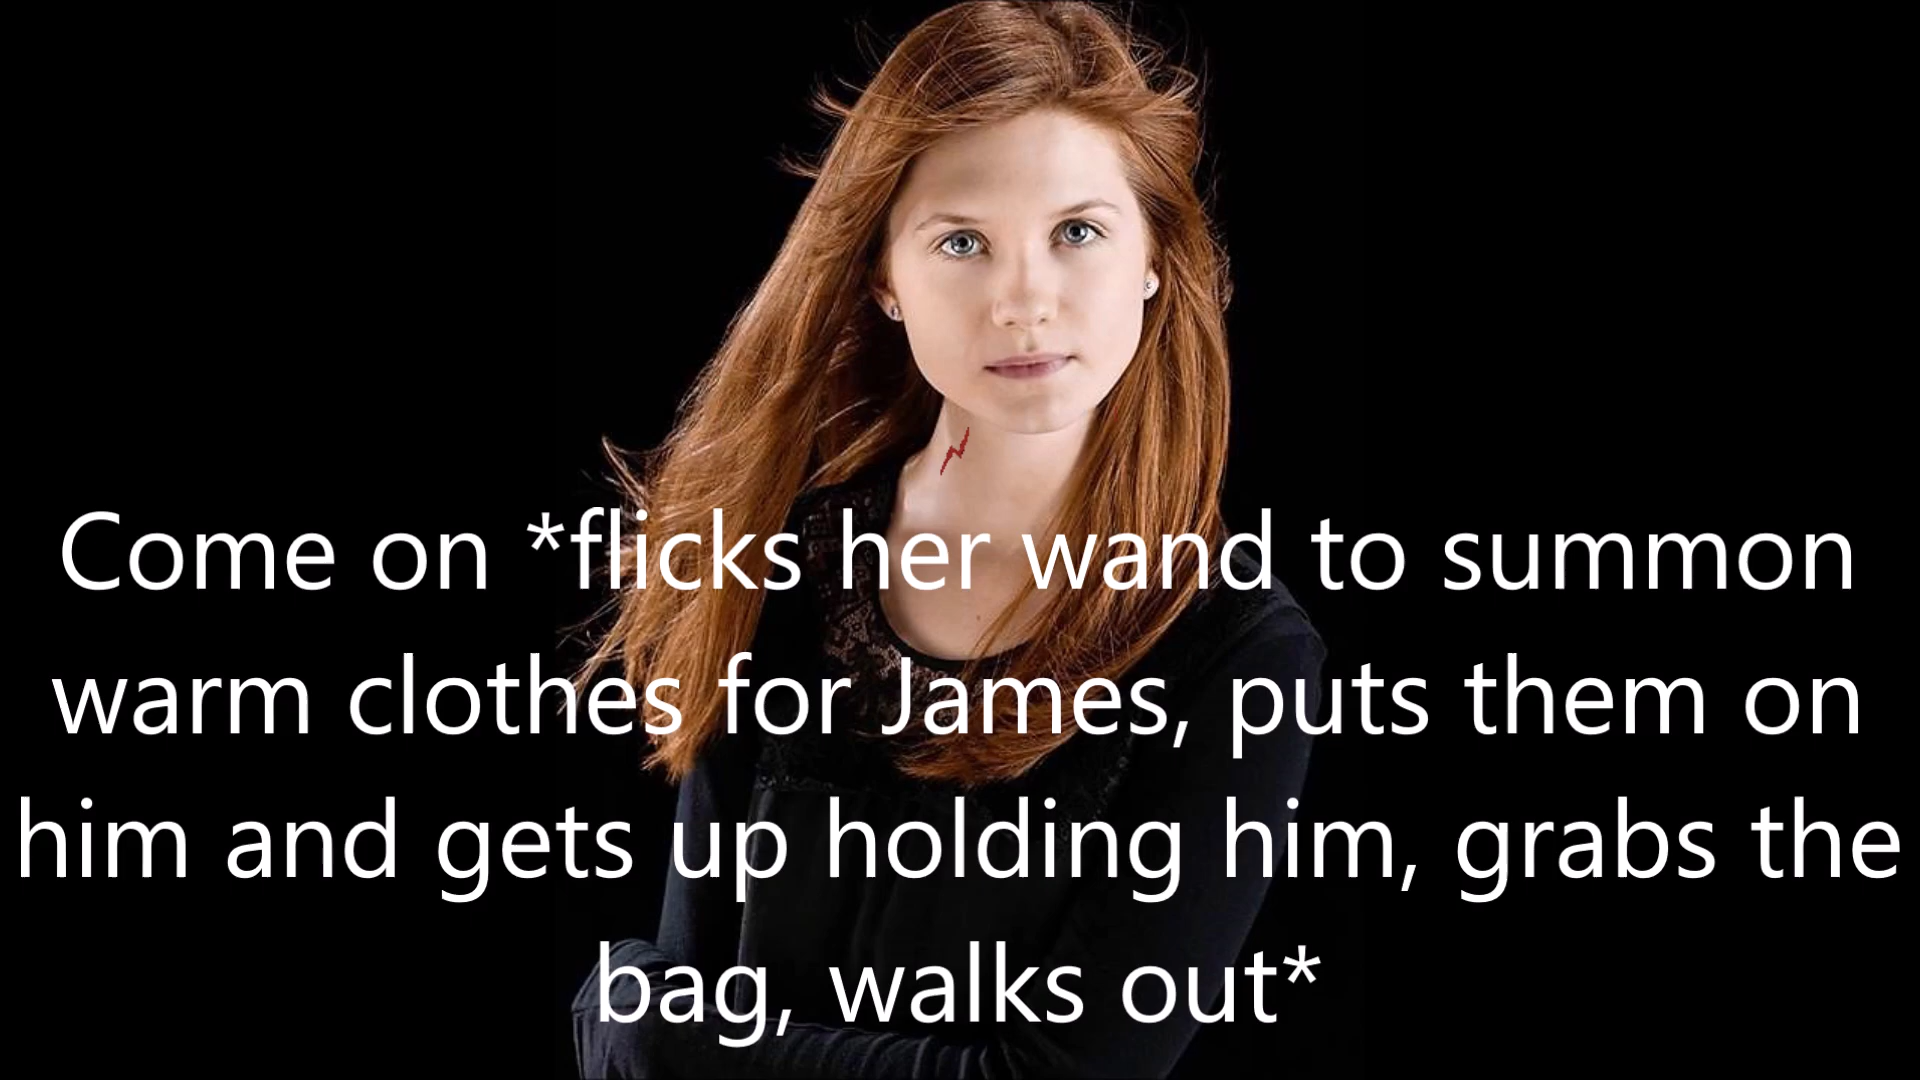 Come on *flicks her wand to summon
warm clothes for James, puts them on
him and gets up holding him, grabs the
bag, walks out*